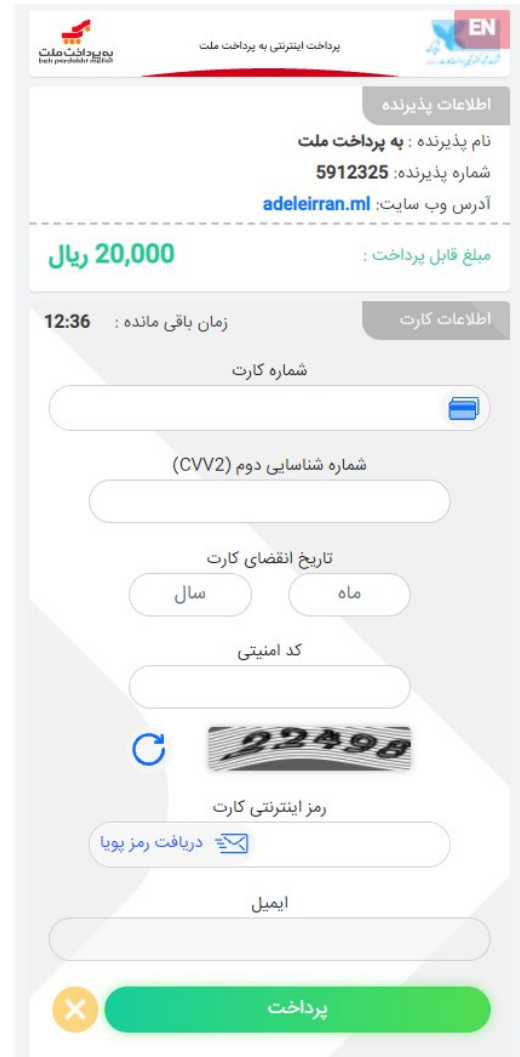 EN
به پرداخت ملت
beh pardakht mellat
پرداخت اینترنتی به پرداخت ملت
اطلاعات پذیرنده
نام پذیرنده : به پرداخت ملت
شماره پذیرنده: 5912325
آدرس وب سایت: adeleirran.ml
مبلغ قابل پرداخت : 20,000 ریال
اطلاعات کارت
زمان باقی مانده : 12:36
شماره کارت
شماره شناسایی دوم (CVV2)
تاریخ انقضای کارت
ماه سال
کد امنیتی
22498
رمز اینترنتی کارت
دریافت رمز پویا
ایمیل
پرداخت